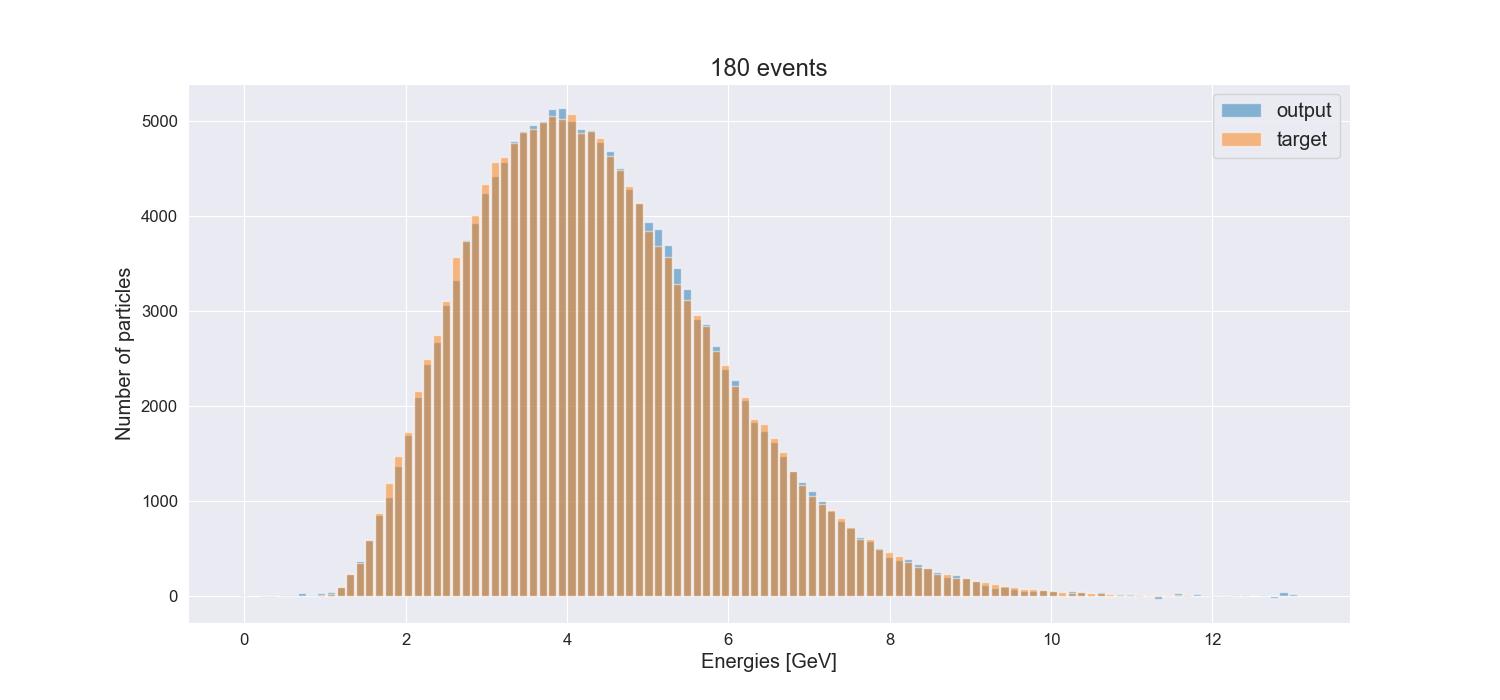 180 events
output
target
Number of particles
5000
4000
3000
2000
1000
0
0 2 4 6 8 10 12
Energies [GeV]